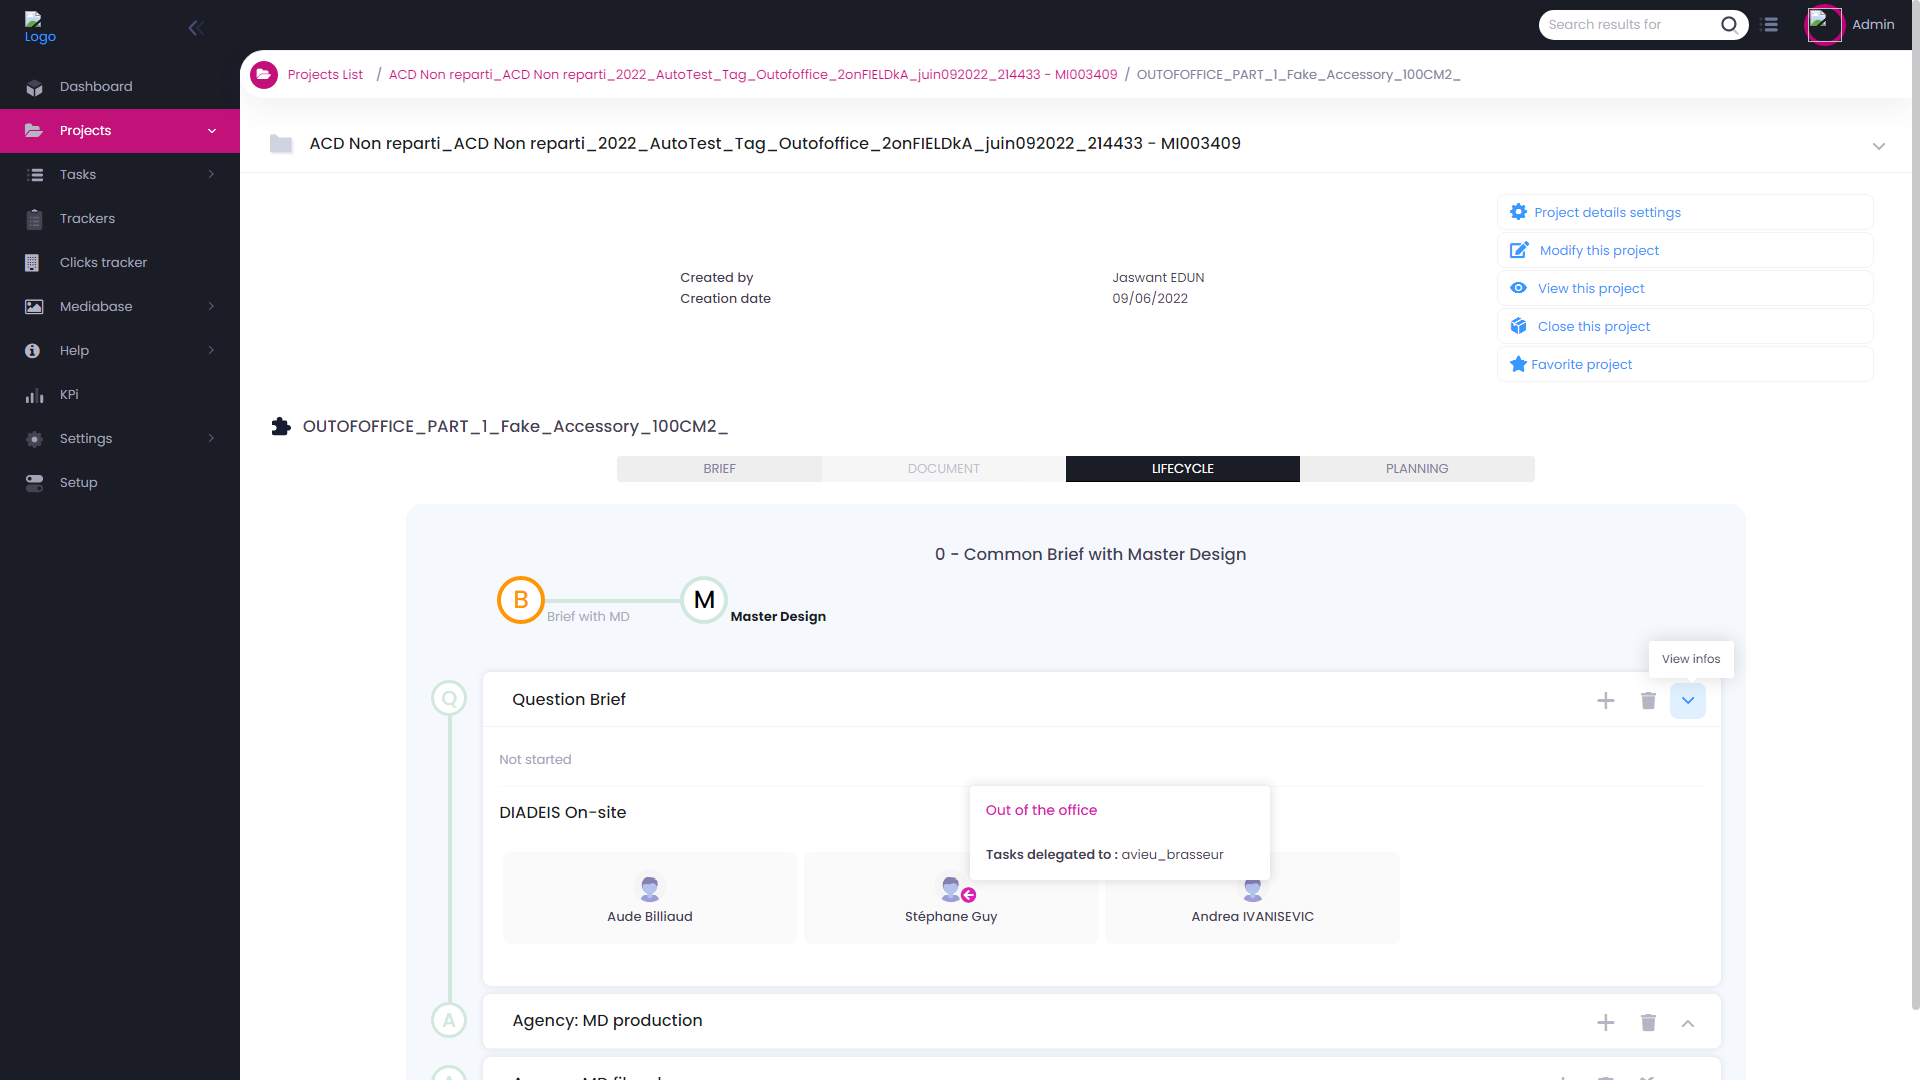 Logo
Search results for
Admin
Dashboard
Projects
Tasks
Trackers
Clicks tracker
Mediabase
Help
KPi
Settings
Setup
Projects List / ACD Non reparti_ACD Non reparti_2022_AutoTest_Tag_Outofoffice_2onFIELDkA_juin092022_214433 - MI003409 / OUTOFOFFICE_PART_1_Fake_Accessory_100CM2_
ACD Non reparti_ACD Non reparti_2022_AutoTest_Tag_Outofoffice_2onFIELDkA_juin092022_214433 - MI003409
Created by Jaswant EDUN
Creation date 09/06/2022
Project details settings
Modify this project
View this project
Close this project
Favorite project
OUTOFOFFICE_PART_1_Fake_Accessory_100CM2_
BRIEF DOCUMENT LIFECYCLE PLANNING
0 - Common Brief with Master Design
B Brief with MD M Master Design
View infos
Q Question Brief
Not started
DIADEIS On-site
Out of the office
Tasks delegated to : avieu_brasseur
Aude Billiaud Stéphane Guy Andrea IVANISEVIC
A Agency: MD production